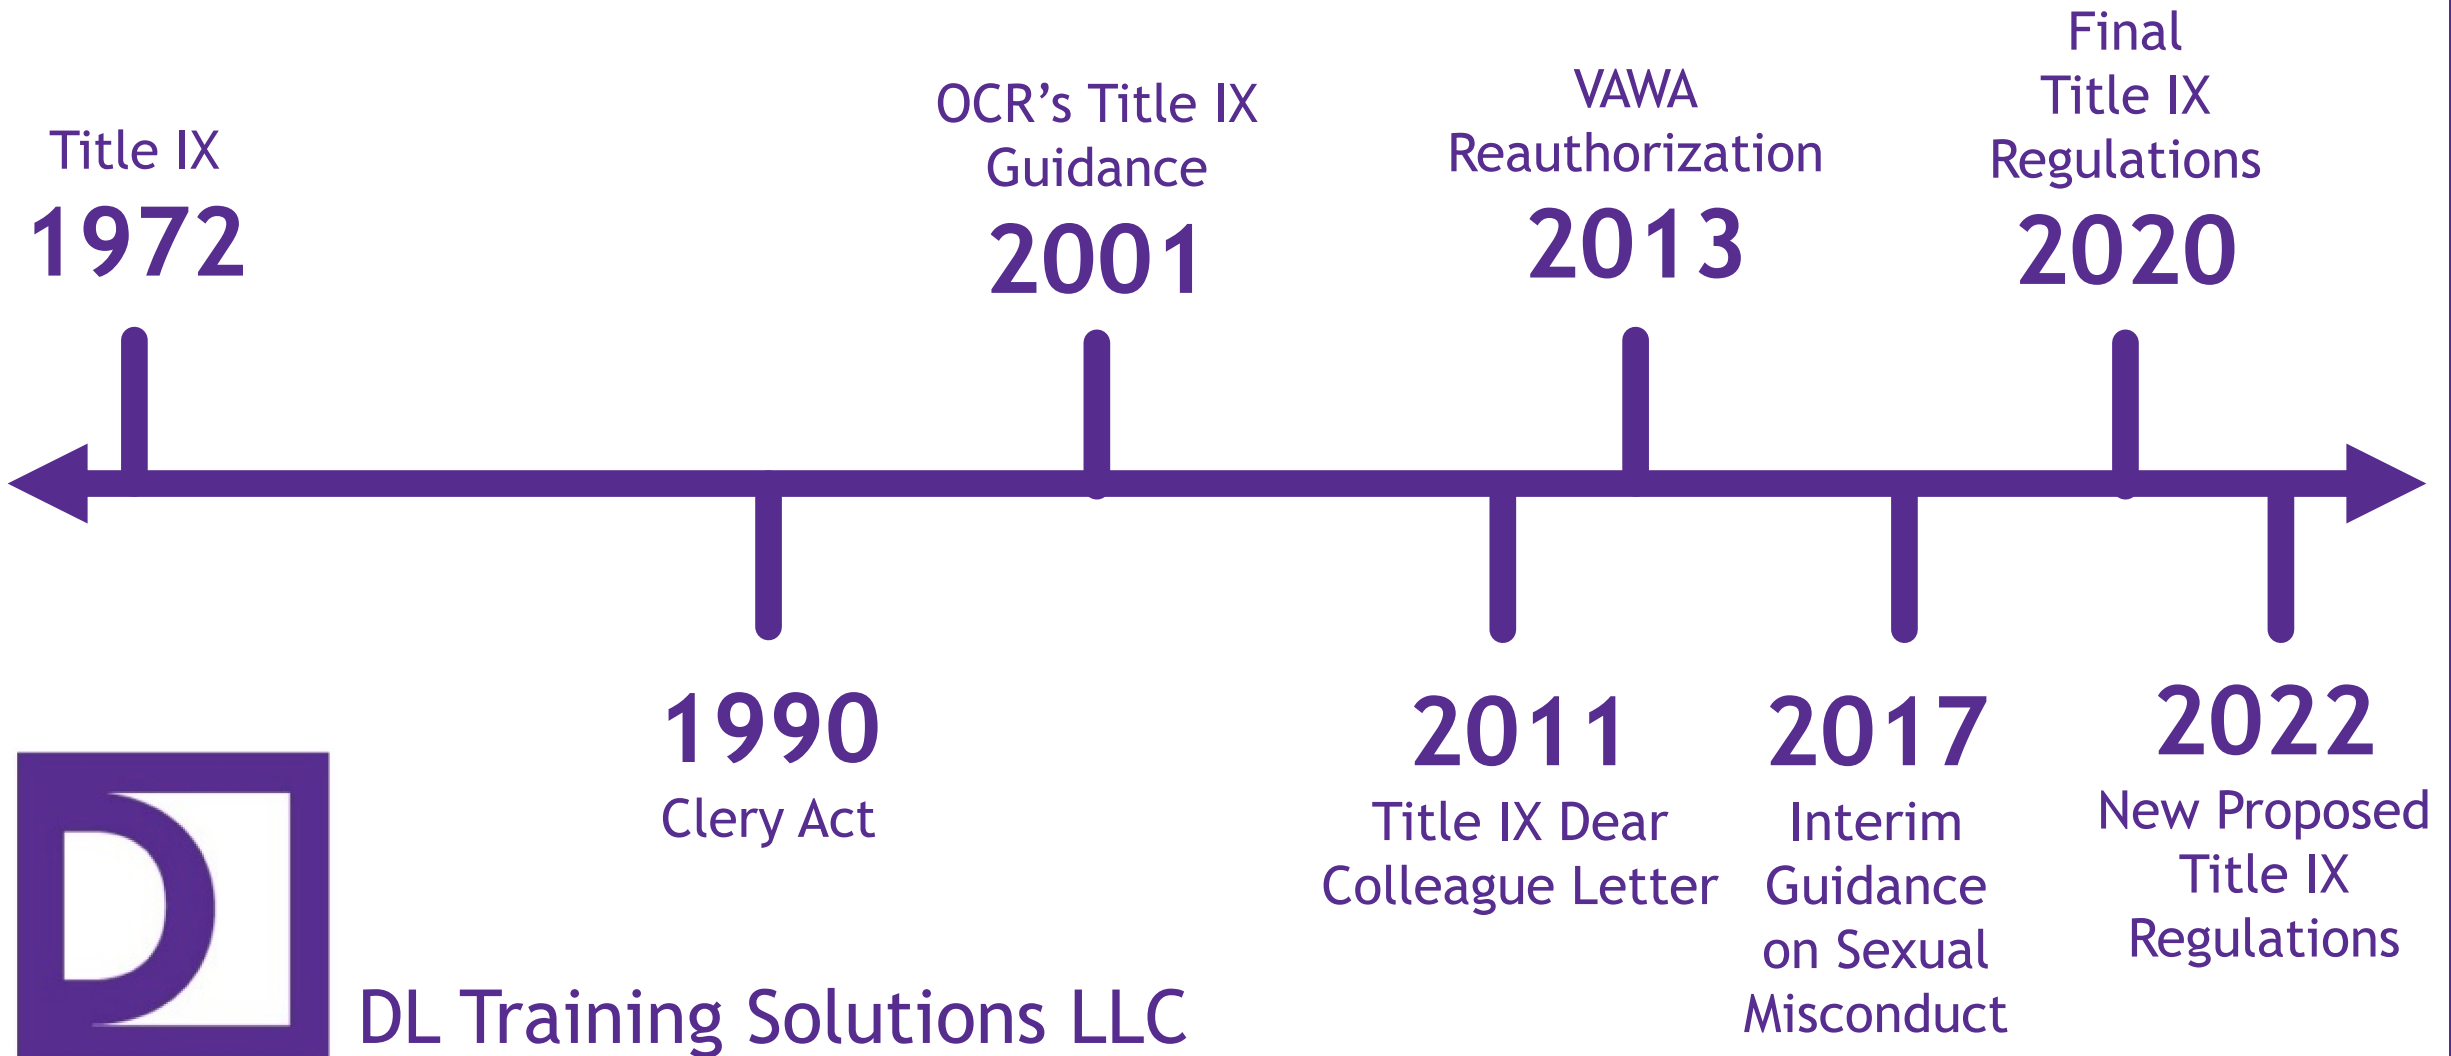 Title IX
1972
1990
Clery Act
OCR’s Title IX
Guidance
2001
2011
Title IX Dear
Colleague Letter
VAWA
Reauthorization
2013
2017
Interim
Guidance
on Sexual
Misconduct
Final
Title IX
Regulations
2020
2022
New Proposed
Title IX
Regulations
D
DL Training Solutions LLC